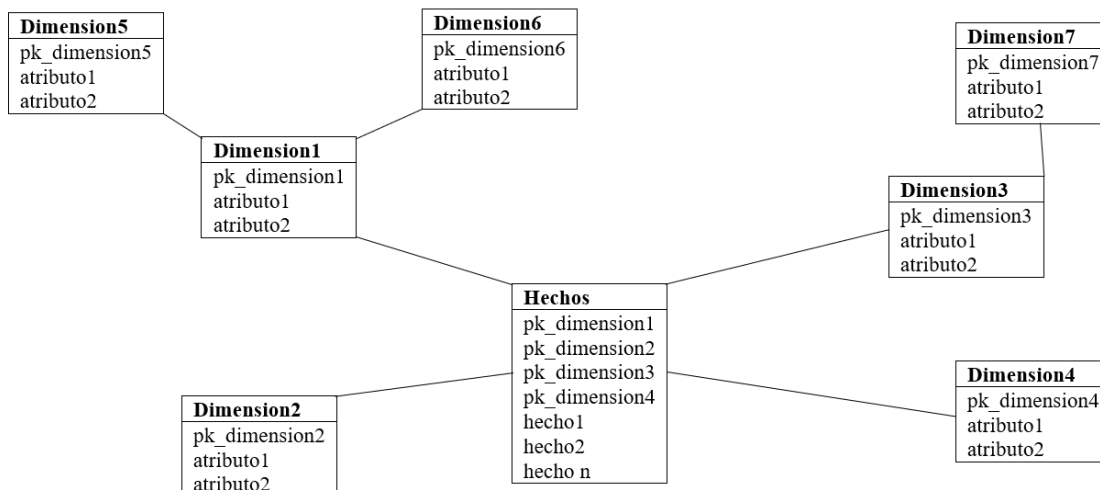 Dimension5
pk_dimension5
atributo1
atributo2
Dimension6
pk_dimension6
atributo1
atributo2
Dimension7
pk_dimension7
atributo1
atributo2
Dimension1
pk_dimension1
atributo1
atributo2
Dimension3
pk_dimension3
atributo1
atributo2
Hechos
pk_dimension1
pk_dimension2
pk_dimension3
pk_dimension4
hecho1
hecho2
hecho n
Dimension2
pk_dimension2
atributo1
atributo2
Dimension4
pk_dimension4
atributo1
atributo2